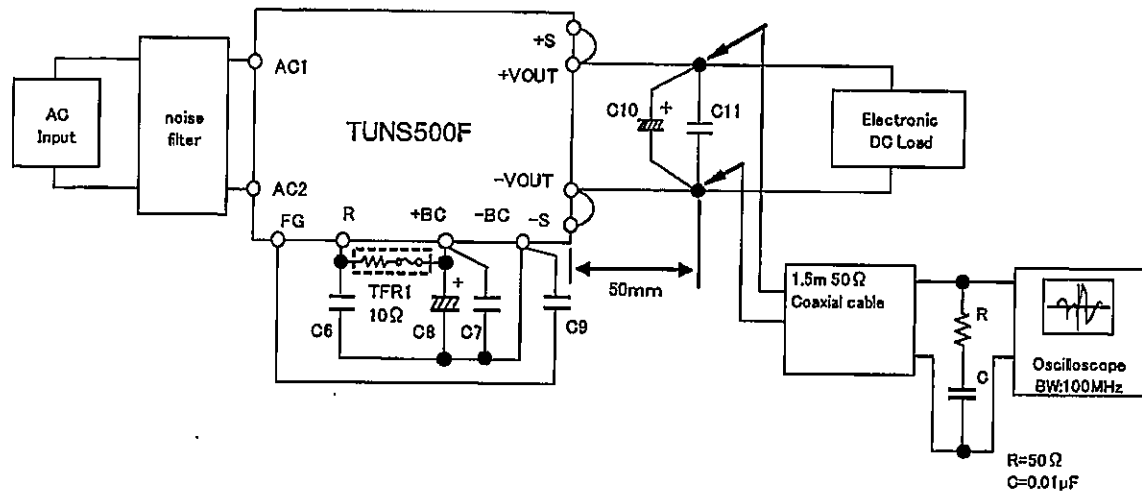 AC
Input
noise
filter
AC1
AC2
TUNS500F
+S
+VOUT
-VOUT
-S
FG
R
+BC
-BC
TFR1
10Ω
C6
C8
C7
C9
C10
+
C11
+
50mm
Electronic
DC Load
1.5m 50Ω
Coaxial cable
R
C
Oscilloscope
BW:100MHz
R=50Ω
C=0.01µF